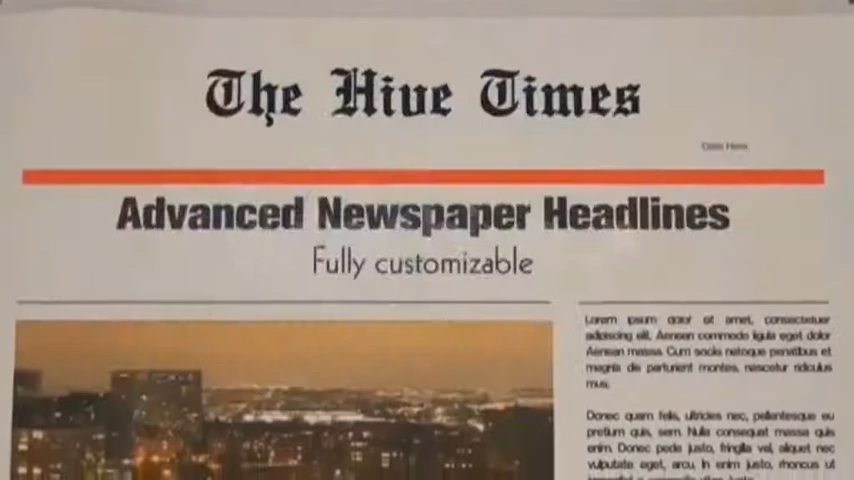 The Hive Times
Date Here
Advanced Newspaper Headlines
Fully customizable
Lorem ipsum dolor sit amet, consectetuer
adipiscing elit. Aenean commodo ligula eget dolor
Aenean massa. Cum sociis natoque penatibus et
magnis dis parturient montes, nascetur ridiculus
mus.
Donec quam felis, ultricies nec, pellentesque eu
pretium quis, sem. Nulla consequat massa quis
enim. Donec pede justo, fringilla vel, aliquet nec
vulputate eget, arcu. In enim justo, rhoncus ut